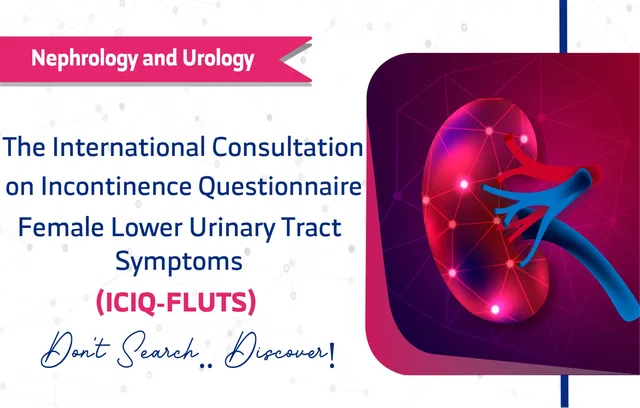 Nephrology and Urology
The International Consultation
on Incontinence Questionnaire
Female Lower Urinary Tract
Symptoms
(ICIQ-FLUTS)
Don't Search.. Discover!